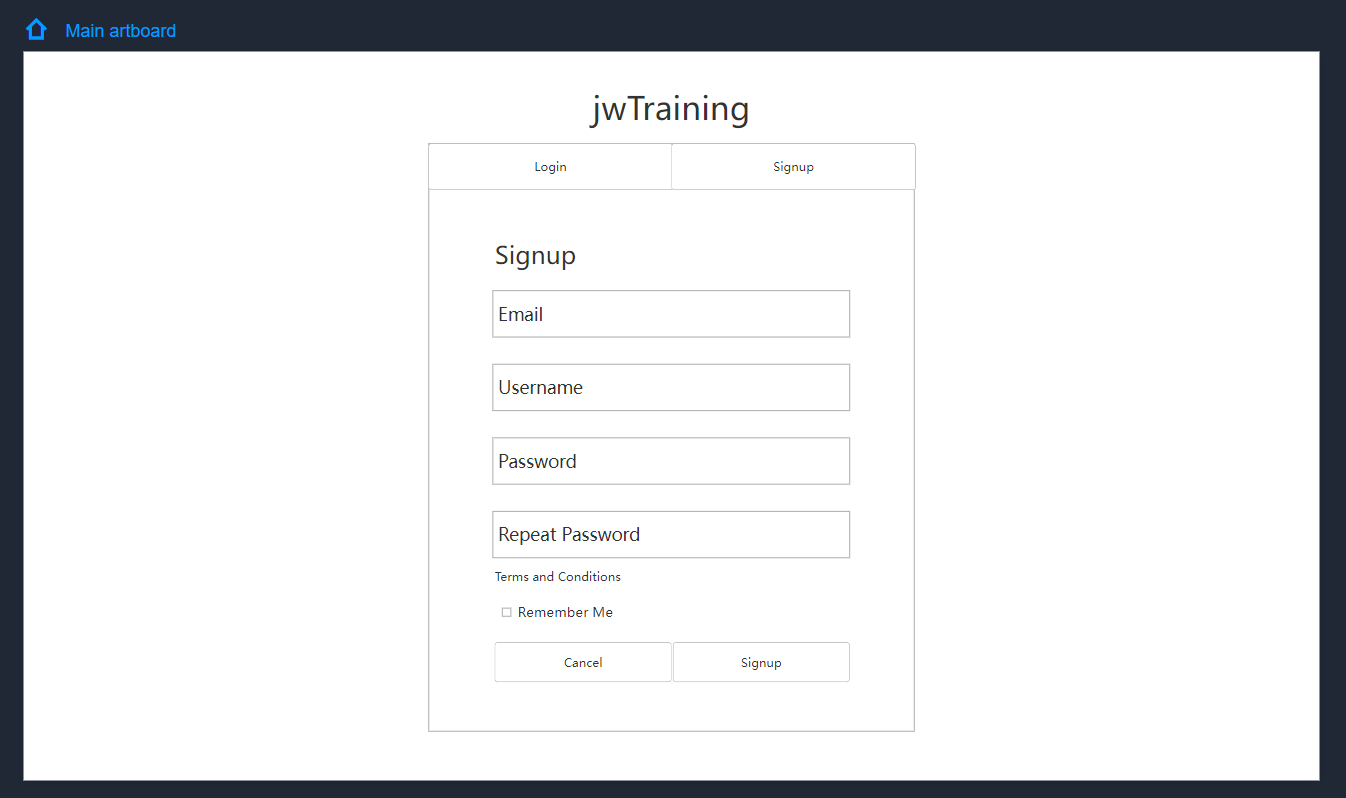 Main artboard
jwTraining
Login
Signup
Signup
Email
Username
Password
Repeat Password
Terms and Conditions
Remember Me
Cancel
Signup